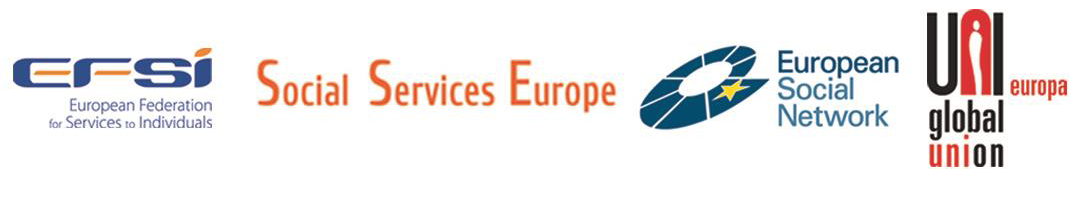 EFSi
European Federation
for Services to Individuals
Social Services Europe
European
Social
Network
UNI
europa
global
union